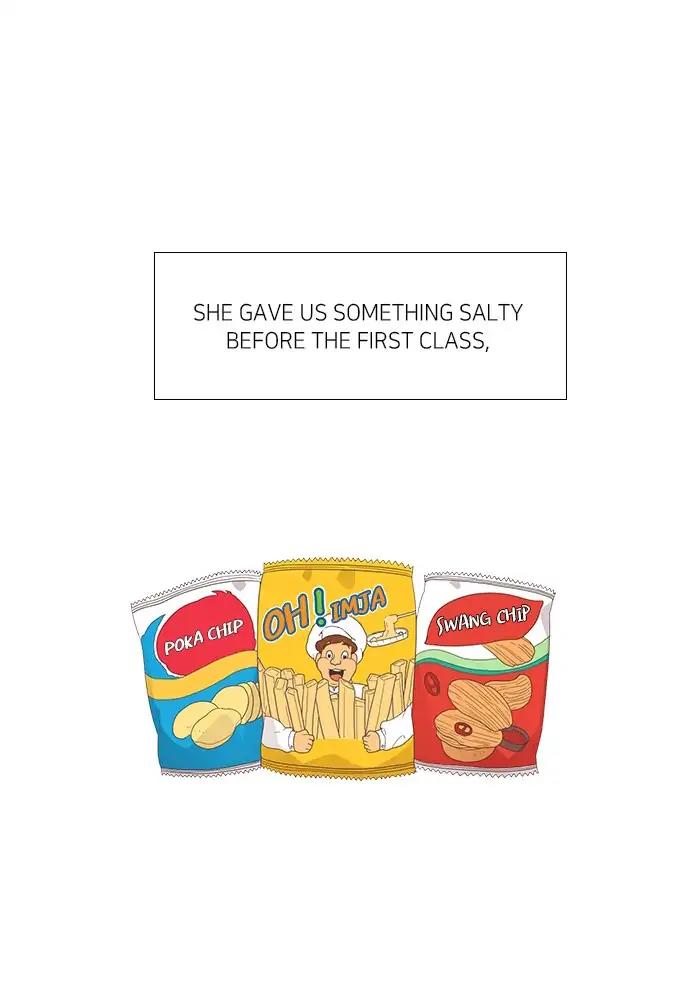 SHE GAVE US SOMETHING SALTY
BEFORE THE FIRST CLASS,
POKA CHIP
OH! IMJA
SWANG CHIP